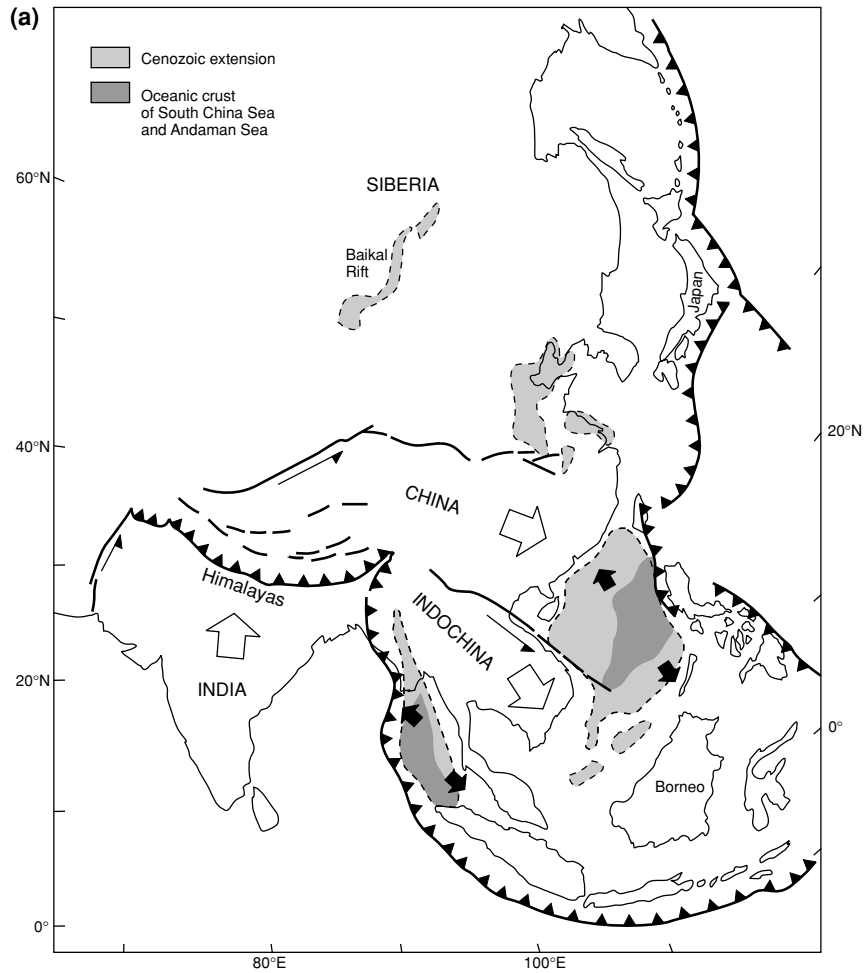 (a)
Cenozoic extension
Oceanic crust
of South China Sea
and Andaman Sea
60°N
SIBERIA
Baikal
Rift
Japan
40°N
20°N
CHINA
Himalayas
INDOCHINA
INDIA
20°N
0°
Borneo
0°
80°E
100°E